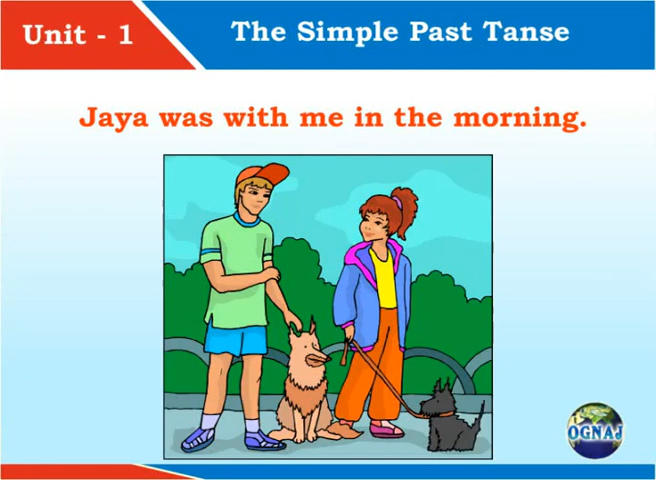 Unit - 1
The Simple Past Tanse
Jaya was with me in the morning.
OGNAJ